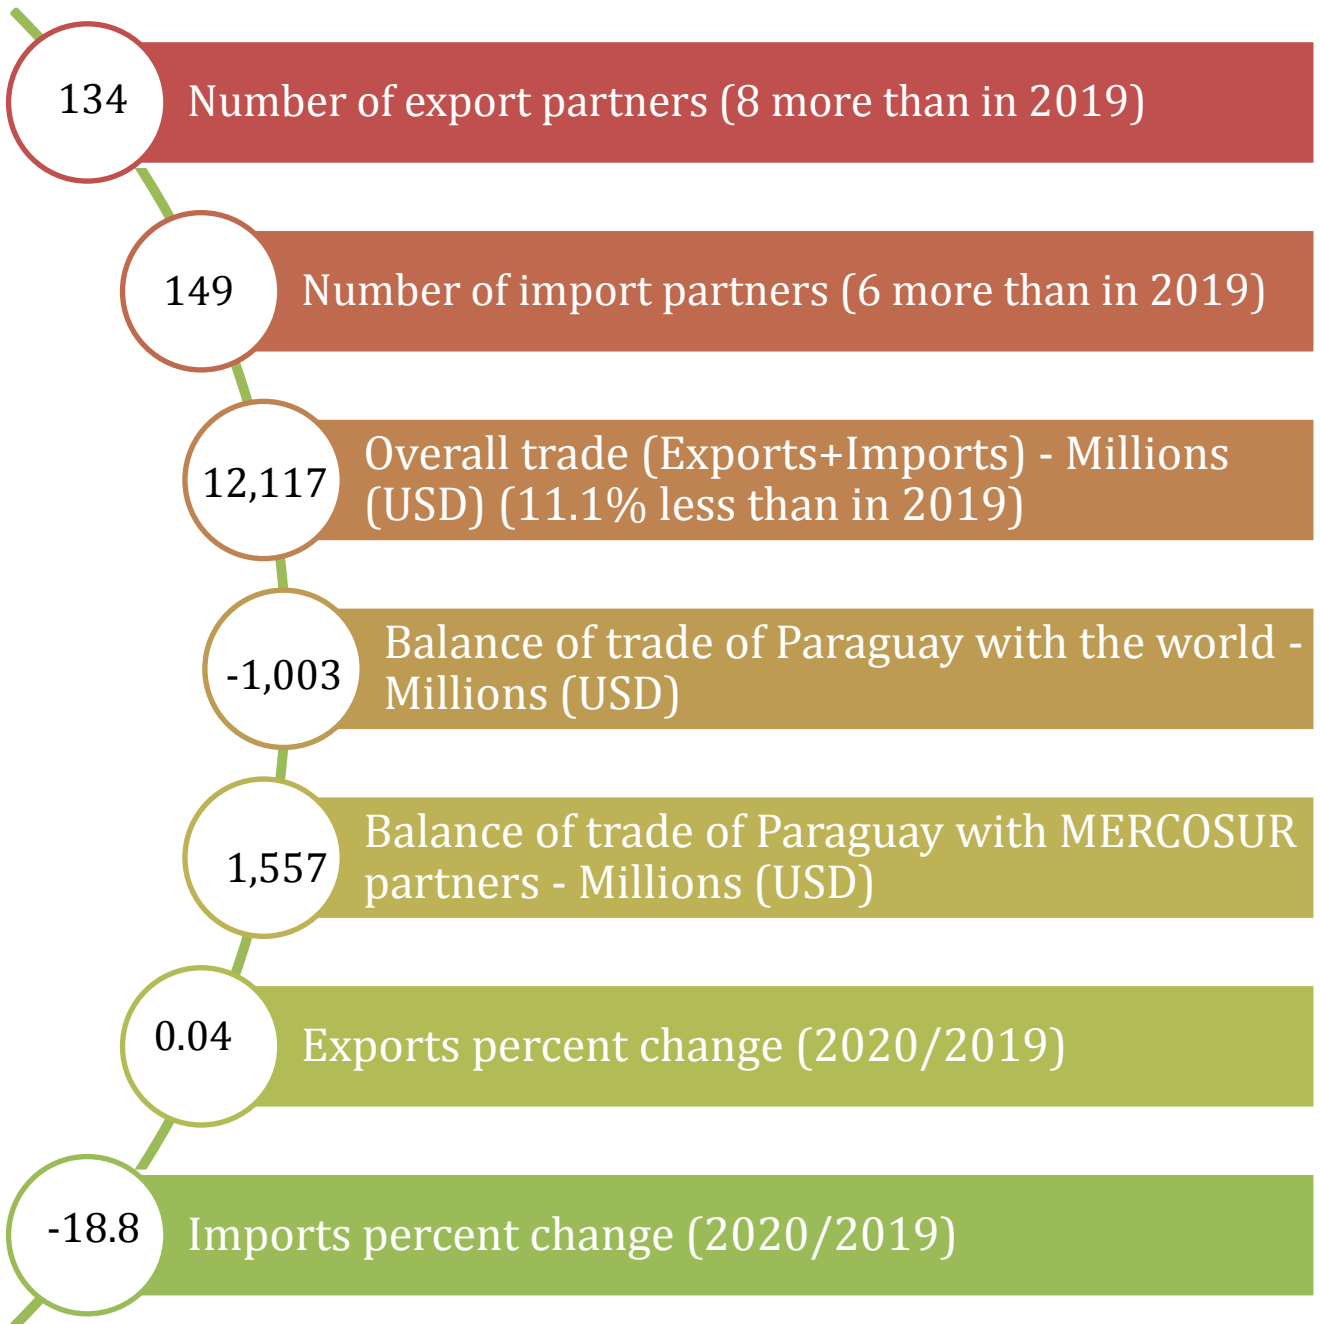 134
Number of export partners (8 more than in 2019)
149
Number of import partners (6 more than in 2019)
12,117
Overall trade (Exports+Imports) - Millions
(USD) (11.1% less than in 2019)
-1,003
Balance of trade of Paraguay with the world -
Millions (USD)
1,557
Balance of trade of Paraguay with MERCOSUR
partners - Millions (USD)
0.04
Exports percent change (2020/2019)
-18.8
Imports percent change (2020/2019)